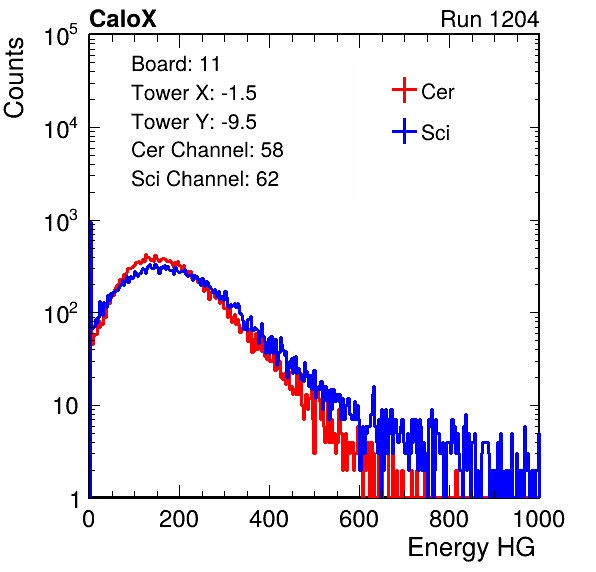 CaloX Run 1204
Counts
Board: 11
Tower X: -1.5
Tower Y: -9.5
Cer Channel: 58
Sci Channel: 62
Cer
Sci
10^5
10^4
10^3
10^2
10
1
0 200 400 600 800 1000
Energy HG